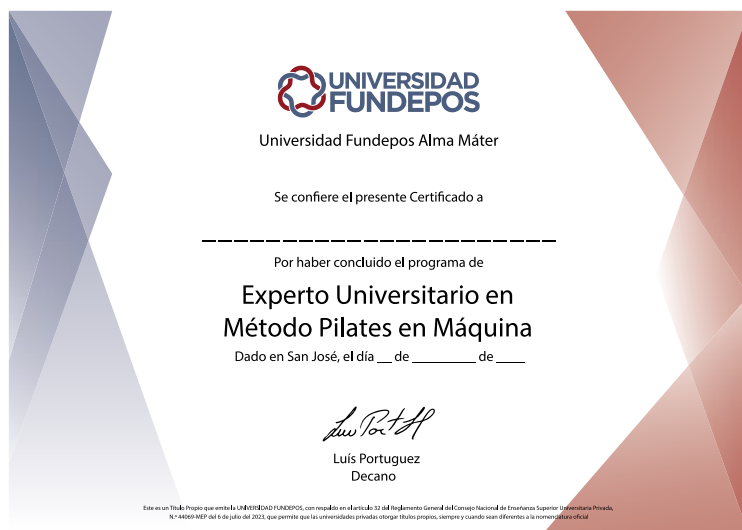 UNIVERSIDAD
FUNDEPOS
Universidad Fundepos Alma Máter
Se confiere el presente Certificado a
Por haber concluido el programa de
Experto Universitario en
Método Pilates en Máquina
Dado en San José, el día __ de ________ de ____
Luís Portuguez
Decano
Este es un Título Propio que emite la UNIVERSIDAD FUNDEPOS, con respaldo en el artículo 32 del Reglamento General del Consejo Nacional de Enseñanza Superior Universitaria Privada,
N.º 44069-MEP del 6 de julio del 2023, que permite que las universidades privadas otorgar títulos propios, siempre y cuando sean diferentes a la nomenclatura oficial